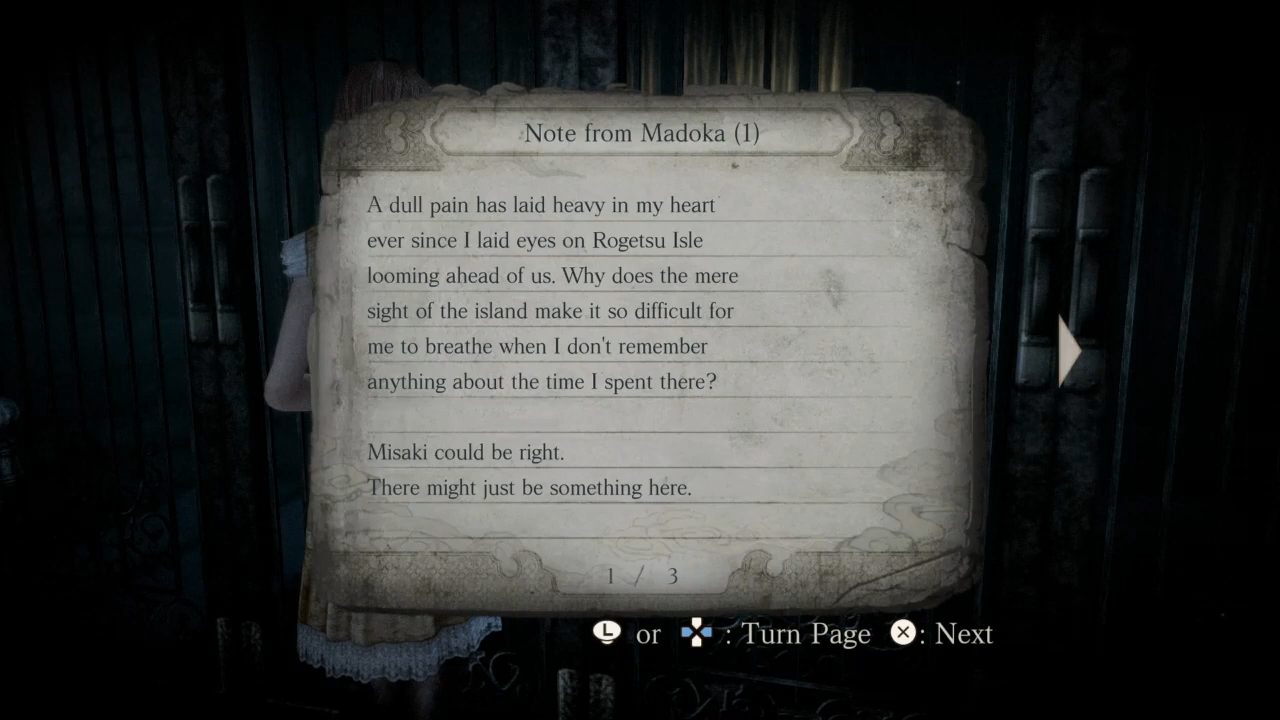 Note from Madoka (1)
A dull pain has laid heavy in my heart
ever since I laid eyes on Rogetsu Isle
looming ahead of us. Why does the mere
sight of the island make it so difficult for
me to breathe when I don't remember
anything about the time I spent there?
Misaki could be right.
There might just be something here.
1 / 3
L or : Turn Page X : Next